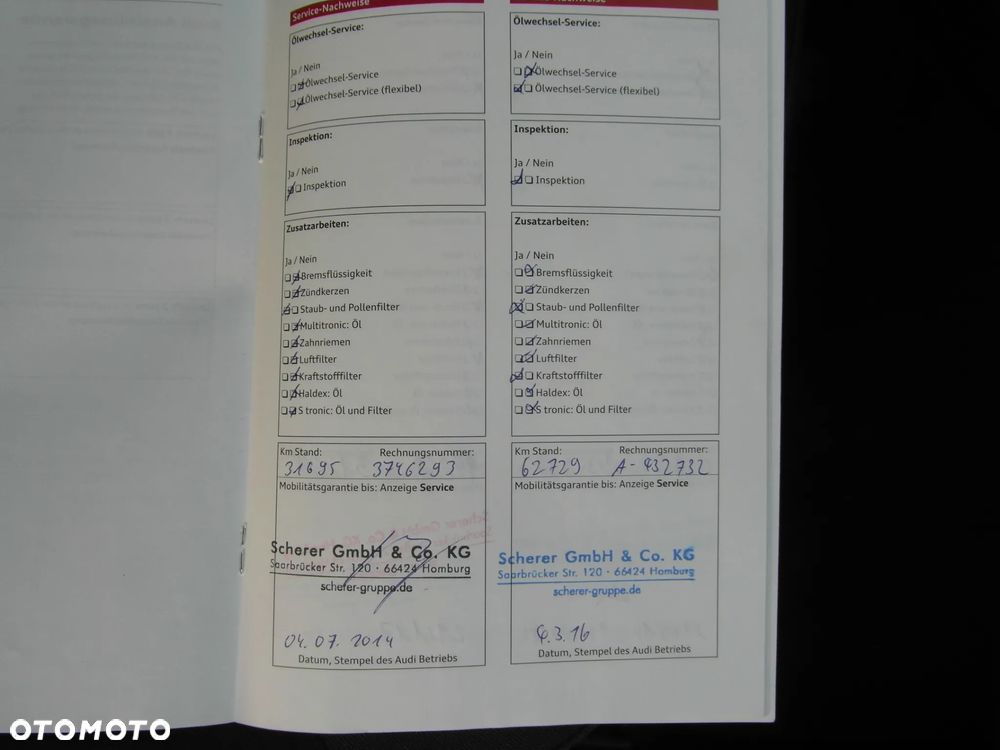 Service-Nachweise
Ölwechsel-Service:
Ja / Nein
Ölwechsel-Service
Ölwechsel-Service (flexibel)
Inspektion:
Ja / Nein
Inspektion
Zusatzarbeiten:
Ja / Nein
Bremsflüssigkeit
Zündkerzen
Staub- und Pollenfilter
Multitronic: Öl
Zahnriemen
Luftfilter
Kraftstofffilter
Haldex: Öl
S tronic: Öl und Filter
Km Stand: Rechnungsnummer:
31695 3746293
Mobilitätsgarantie bis: Anzeige Service
Scherer GmbH & Co. KG
Saarbrücker Str. 120 · 66424 Homburg
scherer-gruppe.de
04.07.2014
Datum, Stempel des Audi Betriebs
Ölwechsel-Service:
Ja / Nein
Ölwechsel-Service
Ölwechsel-Service (flexibel)
Inspektion:
Ja / Nein
Inspektion
Zusatzarbeiten:
Ja / Nein
Bremsflüssigkeit
Zündkerzen
Staub- und Pollenfilter
Multitronic: Öl
Zahnriemen
Luftfilter
Kraftstofffilter
Haldex: Öl
S tronic: Öl und Filter
Km Stand: Rechnungsnummer:
62729 A-432732
Mobilitätsgarantie bis: Anzeige Service
Scherer GmbH & Co. KG
Saarbrücker Str. 120 · 66424 Homburg
scherer-gruppe.de
4.3.16
Datum, Stempel des Audi Betriebs
OTOMOTO